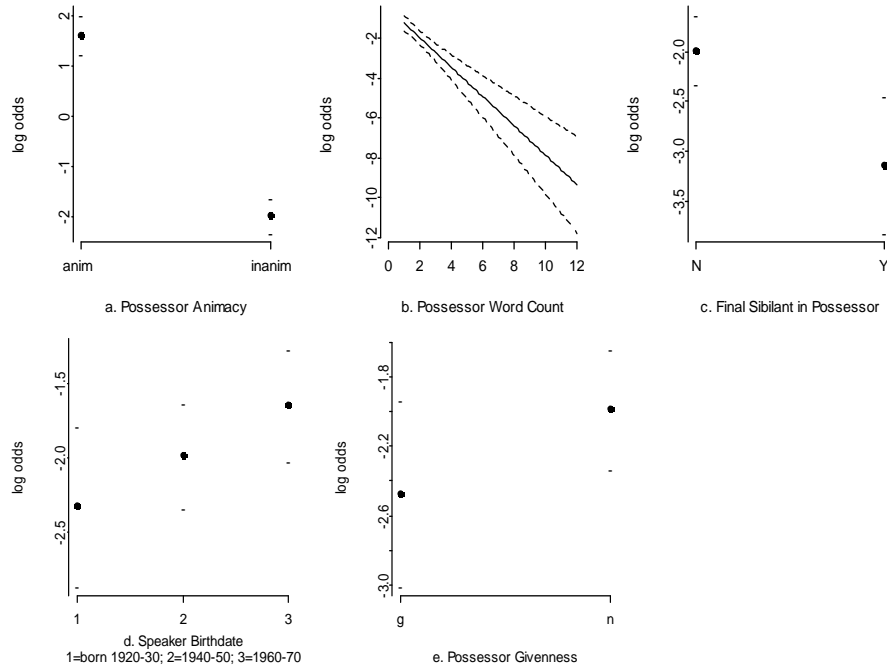 2
1
0
-1
-2
log odds
anim inanim
a. Possessor Animacy
-2
-4
-6
-8
-10
-12
log odds
0 2 4 6 8 10 12
b. Possessor Word Count
-2.0
-2.5
-3.0
-3.5
log odds
N Y
c. Final Sibilant in Possessor
-1.5
-2.0
-2.5
log odds
1 2 3
d. Speaker Birthdate
1=born 1920-30; 2=1940-50; 3=1960-70
-1.8
-2.2
-2.6
-3.0
log odds
g n
e. Possessor Givenness